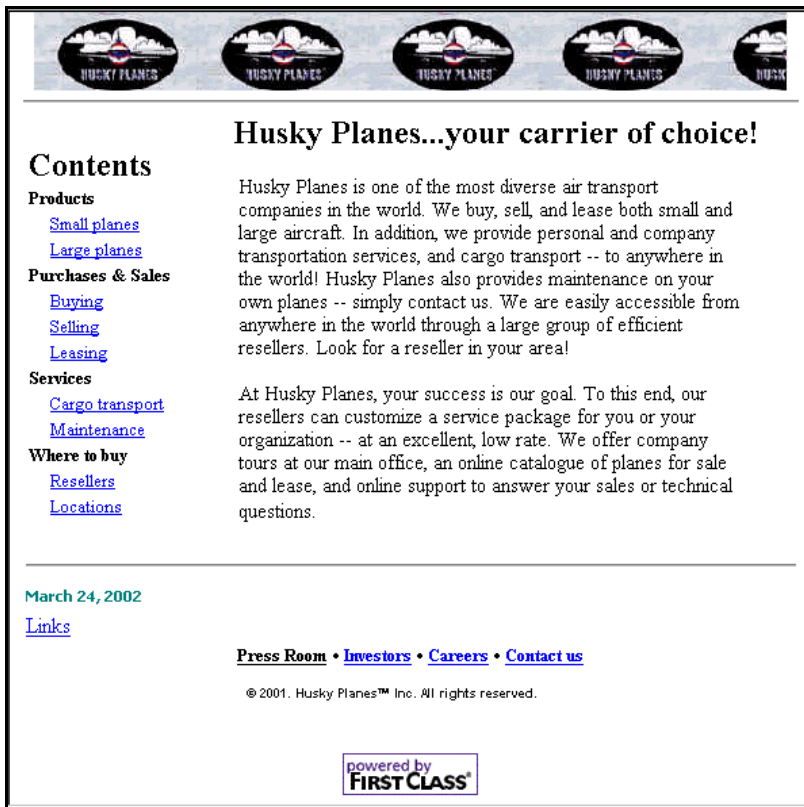 HUSKY PLANES HUSKY PLANES HUSKY PLANES HUSKY PLANES HUSK
Husky Planes...your carrier of choice!
Contents
Products
Small planes
Large planes
Purchases & Sales
Buying
Selling
Leasing
Services
Cargo transport
Maintenance
Where to buy
Resellers
Locations
Husky Planes is one of the most diverse air transport
companies in the world. We buy, sell, and lease both small and
large aircraft. In addition, we provide personal and company
transportation services, and cargo transport -- to anywhere in
the world! Husky Planes also provides maintenance on your
own planes -- simply contact us. We are easily accessible from
anywhere in the world through a large group of efficient
resellers. Look for a reseller in your area!
At Husky Planes, your success is our goal. To this end, our
resellers can customize a service package for you or your
organization -- at an excellent, low rate. We offer company
tours at our main office, an online catalogue of planes for sale
and lease, and online support to answer your sales or technical
questions.
March 24, 2002
Links
Press Room • Investors • Careers • Contact us
© 2001. Husky Planes™ Inc. All rights reserved.
powered by
FIRSTCLASS®